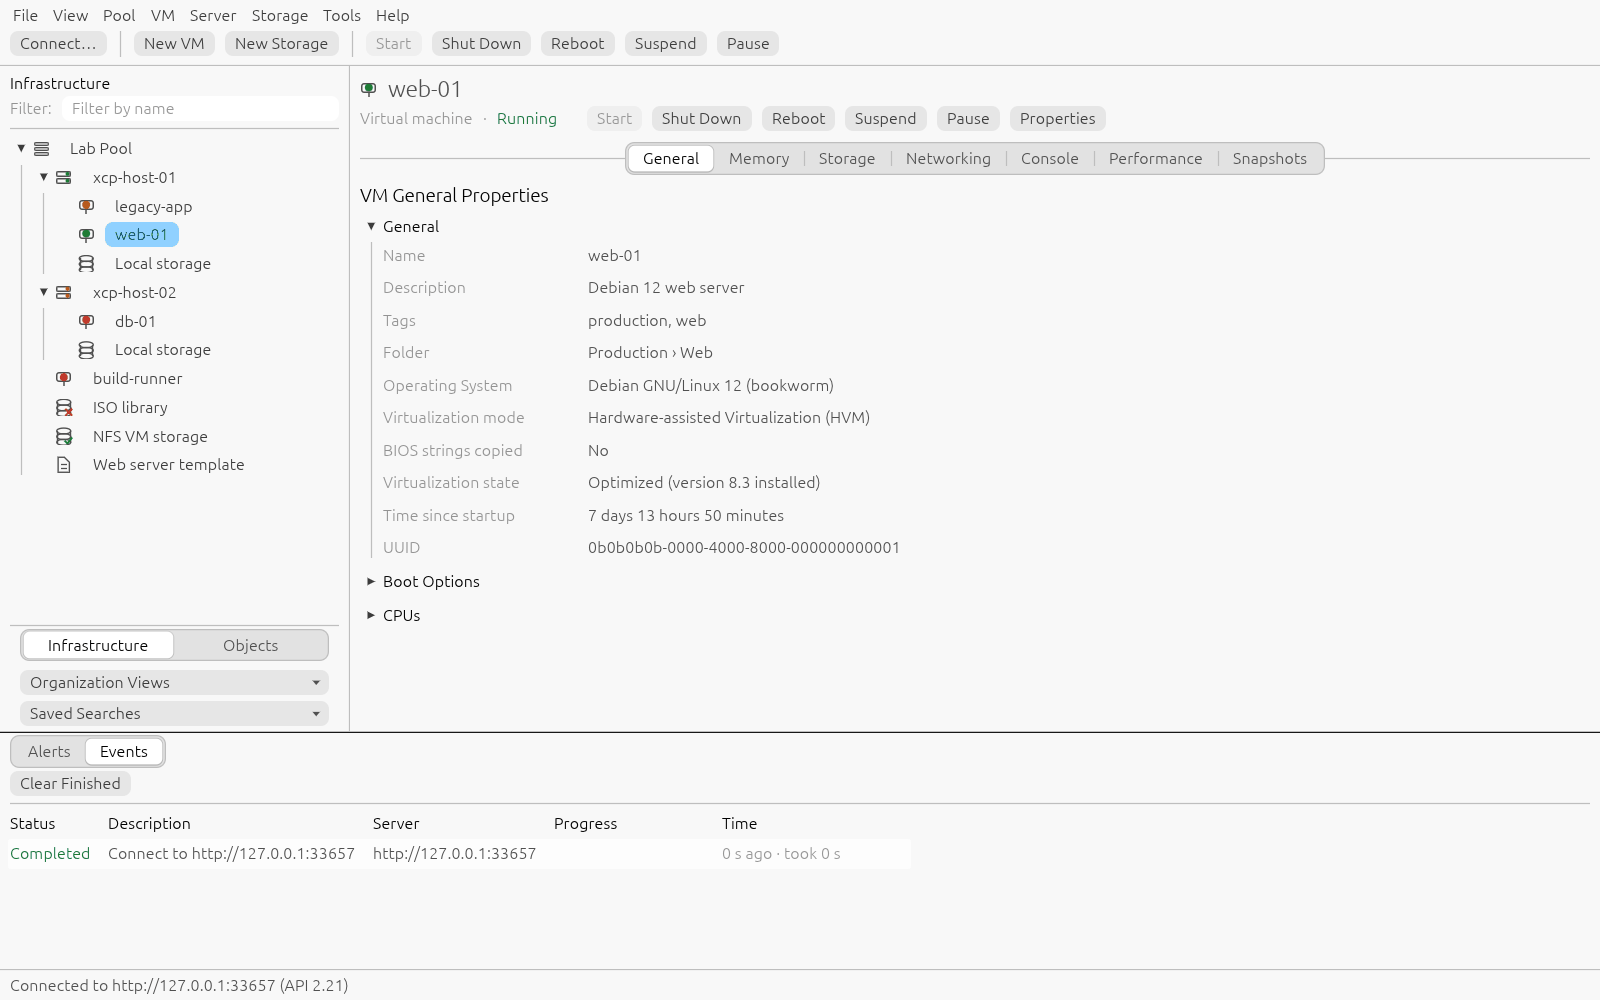 File View Pool VM Server Storage Tools Help
Connect... New VM New Storage Start Shut Down Reboot Suspend Pause
Infrastructure
Filter: Filter by name
Lab Pool
xcp-host-01
legacy-app
web-01
Local storage
xcp-host-02
db-01
Local storage
build-runner
ISO library
NFS VM storage
Web server template
Infrastructure Objects
Organization Views
Saved Searches
web-01
Virtual machine · Running Start Shut Down Reboot Suspend Pause Properties
General Memory Storage Networking Console Performance Snapshots
VM General Properties
General
Name web-01
Description Debian 12 web server
Tags production, web
Folder Production › Web
Operating System Debian GNU/Linux 12 (bookworm)
Virtualization mode Hardware-assisted Virtualization (HVM)
BIOS strings copied No
Virtualization state Optimized (version 8.3 installed)
Time since startup 7 days 13 hours 50 minutes
UUID 0b0b0b0b-0000-4000-8000-000000000001
Boot Options
CPUs
Alerts Events
Clear Finished
Status Description Server Progress Time
Completed Connect to http://127.0.0.1:33657 http://127.0.0.1:33657 0 s ago · took 0 s
Connected to http://127.0.0.1:33657 (API 2.21)